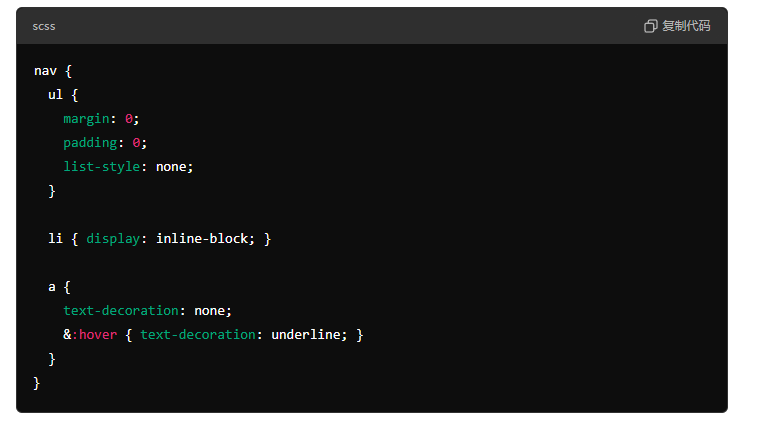 scss
复制代码
nav {
  ul {
    margin: 0;
    padding: 0;
    list-style: none;
  }
  li { display: inline-block; }
  a {
    text-decoration: none;
    &:hover { text-decoration: underline; }
  }
}